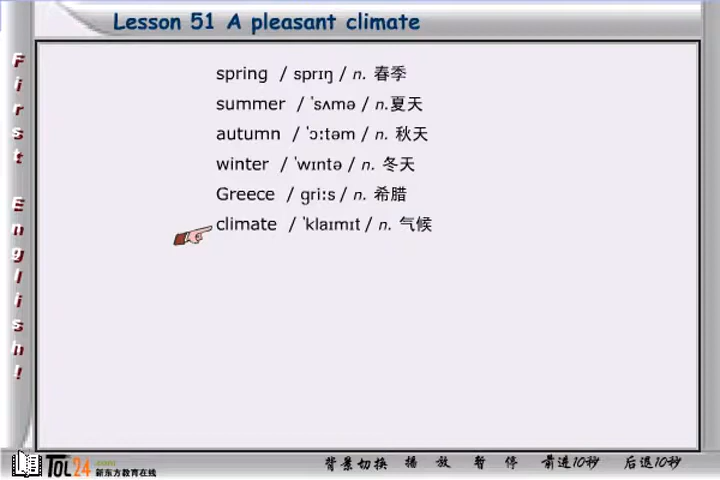 Lesson 51 A pleasant climate
First English!
spring / sprɪŋ / n. 春季
summer / ˈsʌmə / n.夏天
autumn / ˈɔːtəm / n. 秋天
winter / ˈwɪntə / n. 冬天
Greece / griːs / n. 希腊
climate / ˈklaɪmɪt / n. 气候
TOL24.com
新东方教育在线
背景切换 播放 暂停 前进10秒 后退10秒